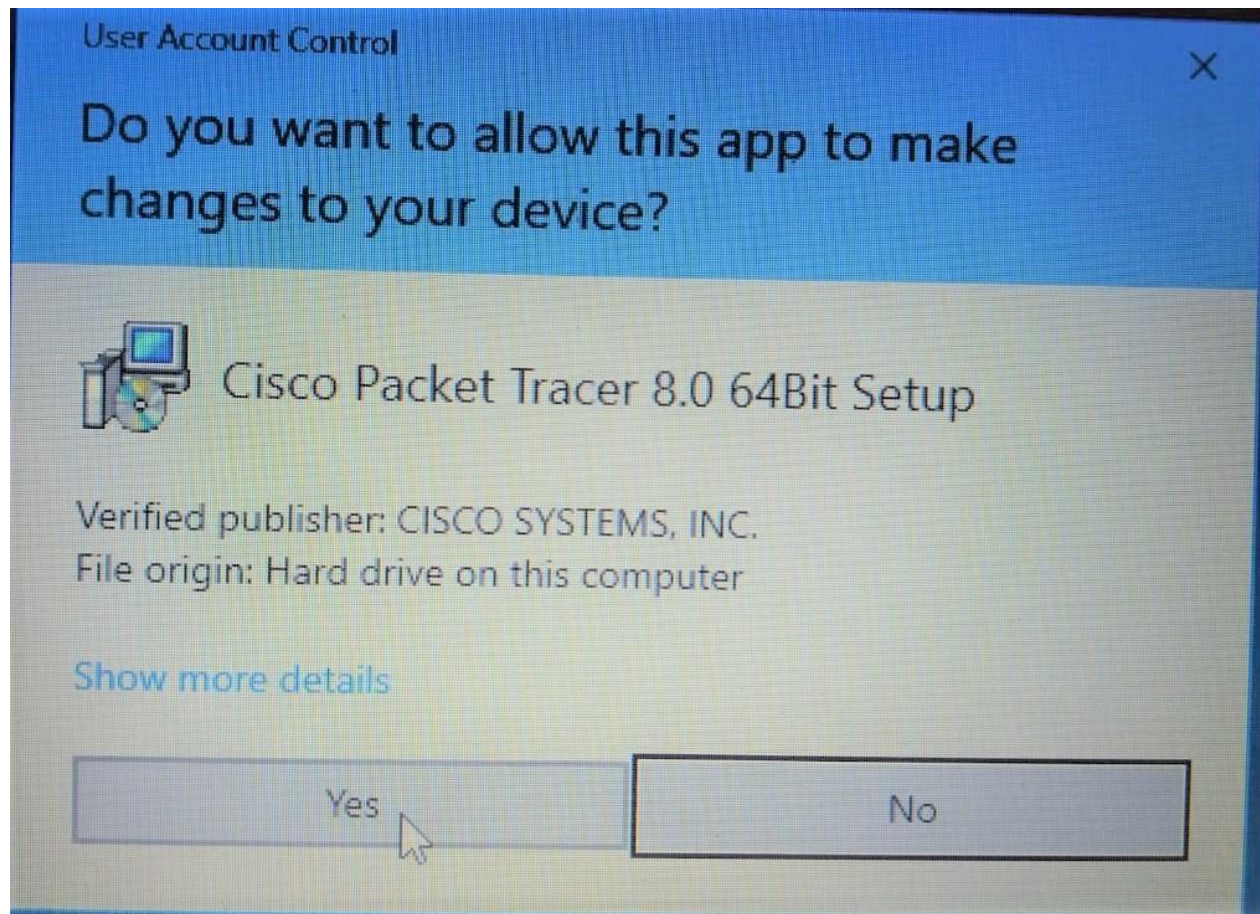 User Account Control
Do you want to allow this app to make
changes to your device?
Cisco Packet Tracer 8.0 64Bit Setup
Verified publisher: CISCO SYSTEMS, INC.
File origin: Hard drive on this computer
Show more details
Yes
No